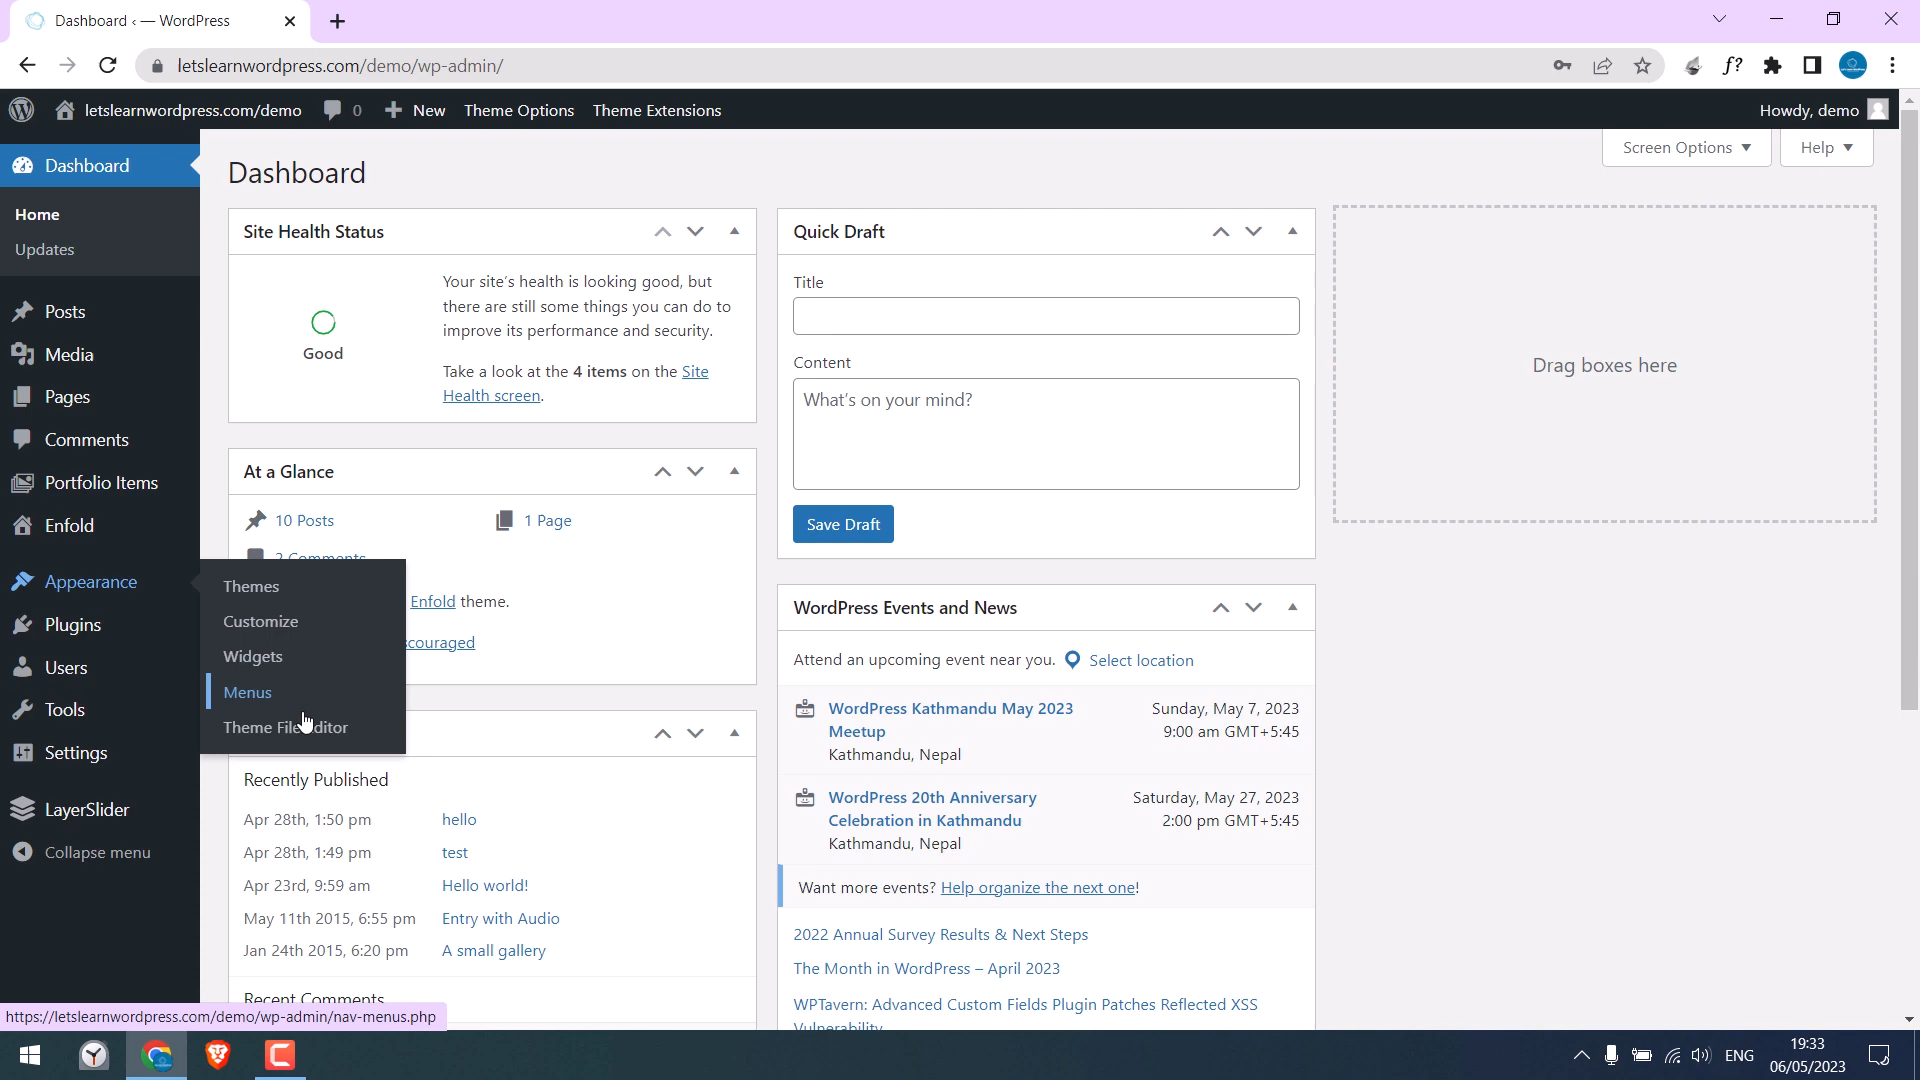 Dashboard ‹ — WordPress
letslearnwordpress.com/demo/wp-admin/
f?
letslearnwordpress.com/demo
0
New
Theme Options
Theme Extensions
Howdy, demo
Dashboard
Home
Updates
Posts
Media
Pages
Comments
Portfolio Items
Enfold
Appearance
Plugins
Users
Tools
Settings
LayerSlider
Collapse menu
Themes
Customize
Widgets
Menus
Theme File Editor
Dashboard
Screen Options
Help
Site Health Status
Good
Your site's health is looking good, but
there are still some things you can do to
improve its performance and security.
Take a look at the 4 items on the Site
Health screen.
At a Glance
10 Posts
1 Page
2 Comments
Enfold theme.
scouraged
Recently Published
Apr 28th, 1:50 pm hello
Apr 28th, 1:49 pm test
Apr 23rd, 9:59 am Hello world!
May 11th 2015, 6:55 pm Entry with Audio
Jan 24th 2015, 6:20 pm A small gallery
Recent Comments
Quick Draft
Title
Content
What's on your mind?
Save Draft
WordPress Events and News
Attend an upcoming event near you. Select location
WordPress Kathmandu May 2023
Meetup
Kathmandu, Nepal
Sunday, May 7, 2023
9:00 am GMT+5:45
WordPress 20th Anniversary
Celebration in Kathmandu
Kathmandu, Nepal
Saturday, May 27, 2023
2:00 pm GMT+5:45
Want more events? Help organize the next one!
2022 Annual Survey Results & Next Steps
The Month in WordPress – April 2023
WPTavern: Advanced Custom Fields Plugin Patches Reflected XSS
Vulnerability
Drag boxes here
https://letslearnwordpress.com/demo/wp-admin/nav-menus.php
ENG
19:33
06/05/2023